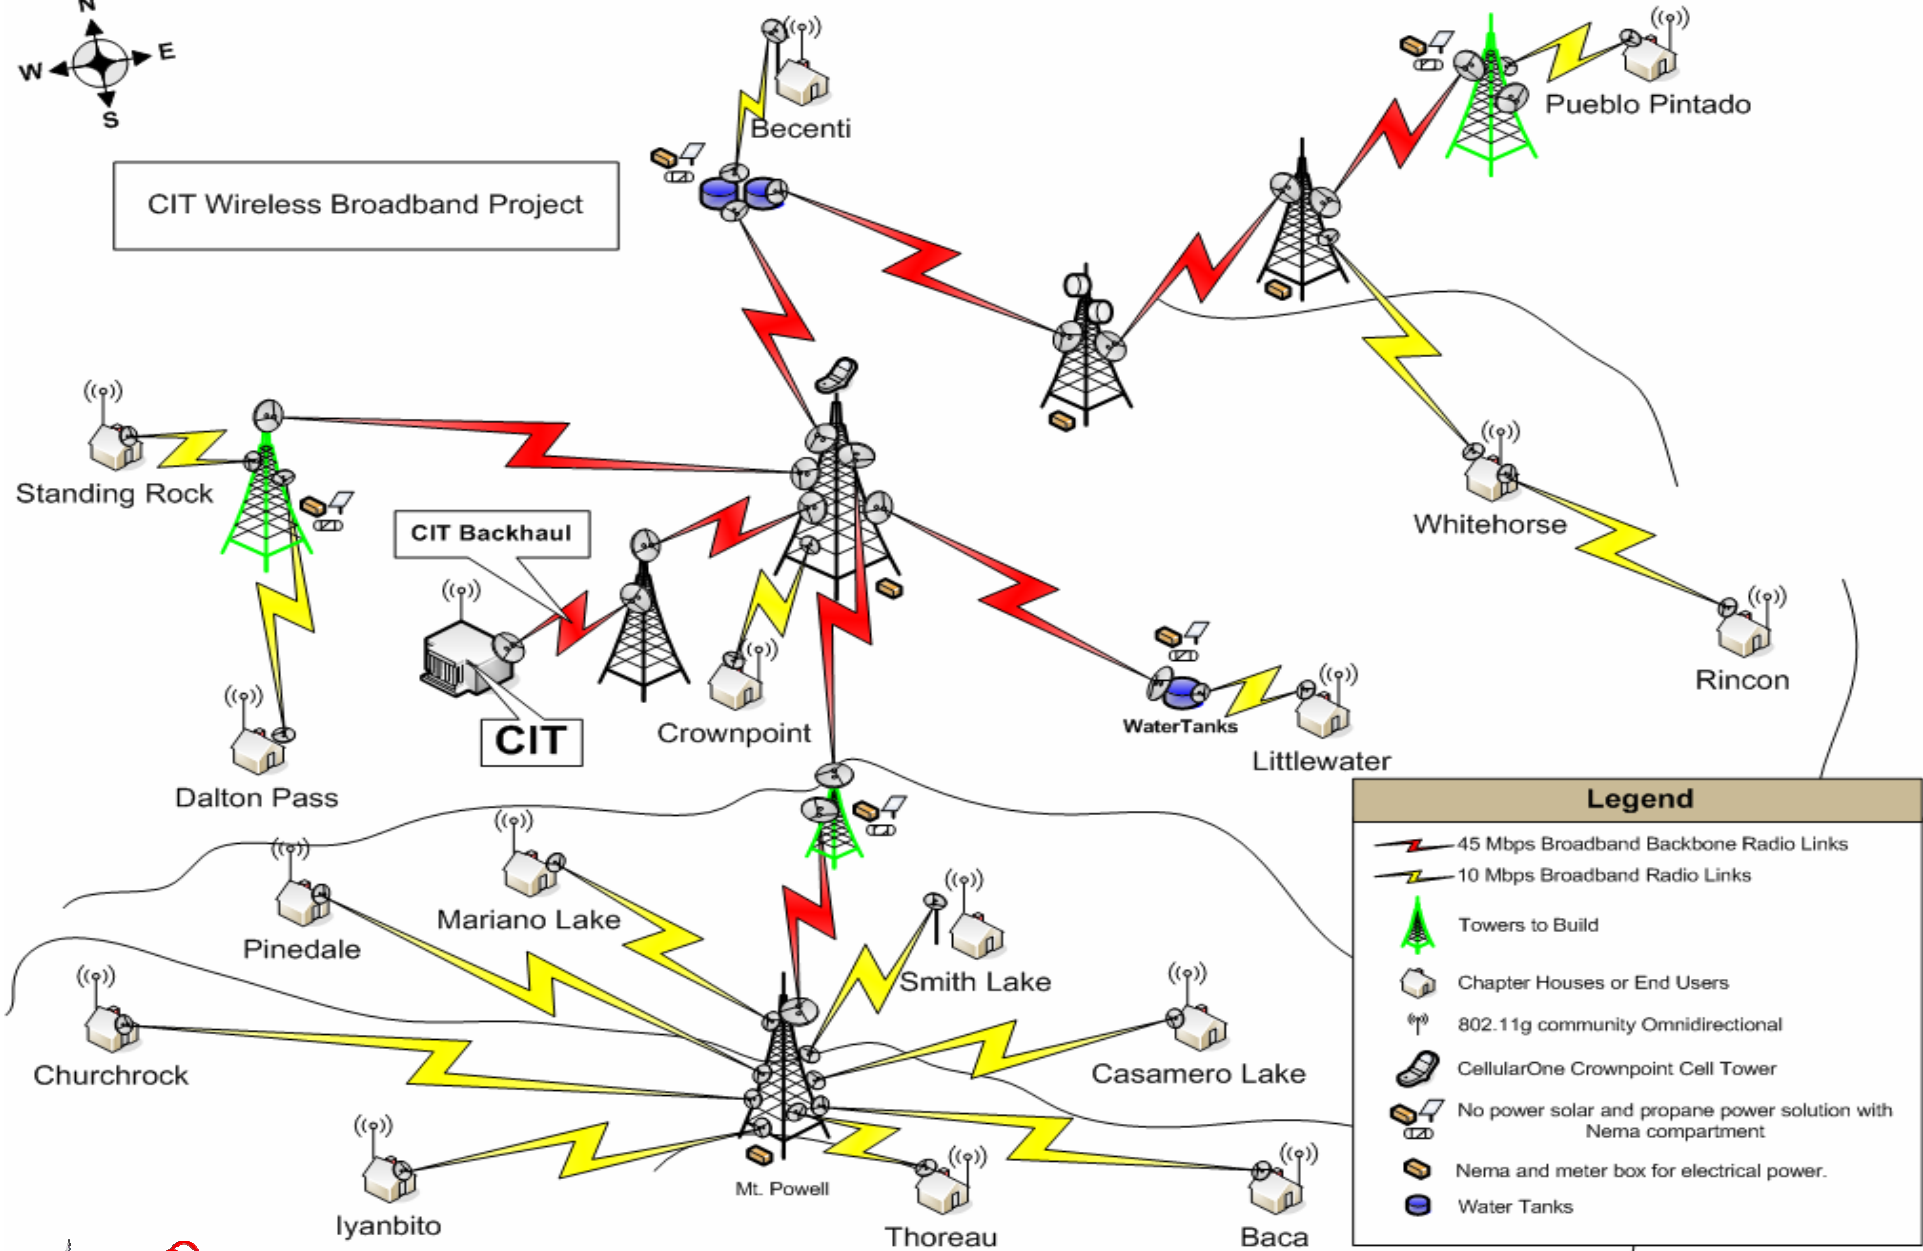 N
W
E
S
CIT Wireless Broadband Project
Becenti
Pueblo Pintado
Standing Rock
CIT Backhaul
Whitehorse
CIT
Crownpoint
WaterTanks
Littlewater
Rincon
Dalton Pass
Pinedale
Mariano Lake
Smith Lake
Churchrock
Casamero Lake
Iyanbito
Mt. Powell
Thoreau
Baca
Legend
45 Mbps Broadband Backbone Radio Links
10 Mbps Broadband Radio Links
Towers to Build
Chapter Houses or End Users
802.11g community Omnidirectional
CellularOne Crownpoint Cell Tower
No power solar and propane power solution with
Nema compartment
Nema and meter box for electrical power.
Water Tanks